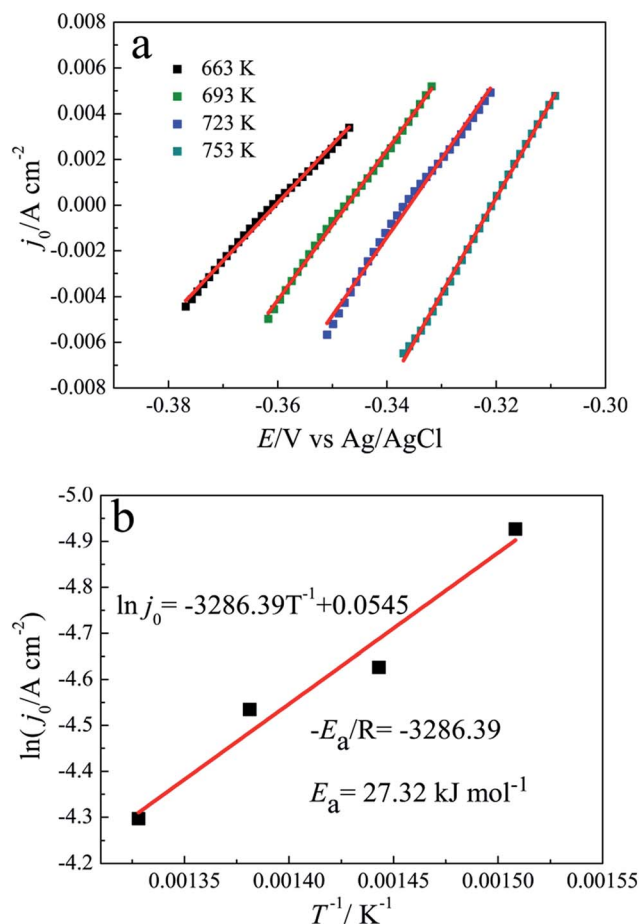 a
0.008
0.006
0.004
0.002
0.000
-0.002
-0.004
-0.006
-0.008
j₀/A cm⁻²
663 K
693 K
723 K
753 K
-0.38
-0.36
-0.34
-0.32
-0.30
E/V vs Ag/AgCl
b
-5.0
-4.9
-4.8
-4.7
-4.6
-4.5
-4.4
-4.3
-4.2
ln(j₀/A cm⁻²)
ln j₀= -3286.39T⁻¹+0.0545
-Eₐ/R= -3286.39
Eₐ= 27.32 kJ mol⁻¹
0.00135
0.00140
0.00145
0.00150
0.00155
T⁻¹/ K⁻¹